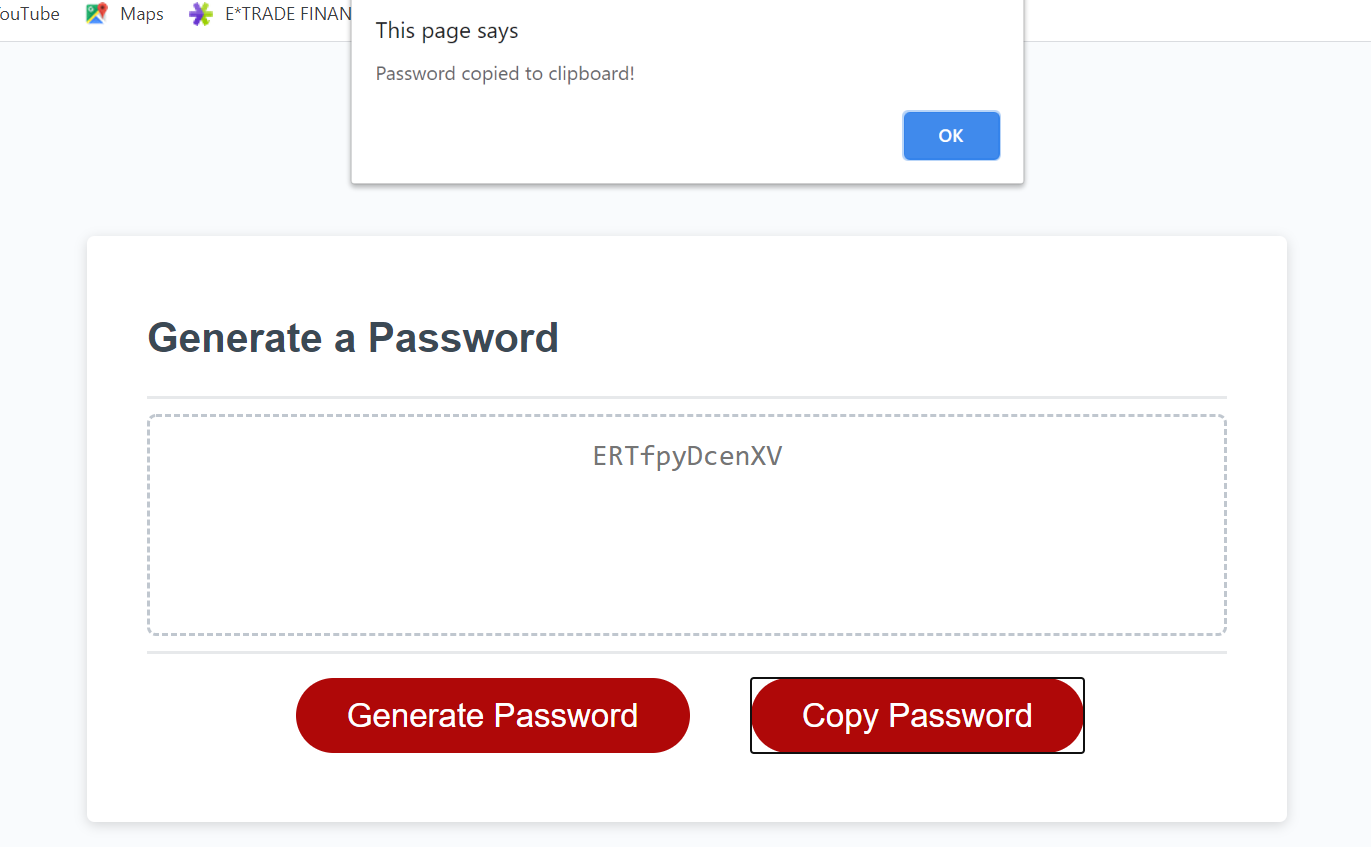 ouTube Maps E*TRADE FINAN
This page says
Password copied to clipboard!
OK
Generate a Password
ERTfpyDcenXV
Generate Password Copy Password